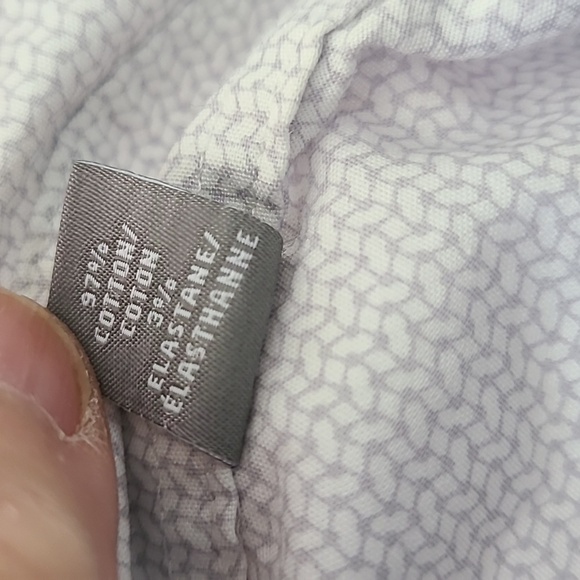 97%
COTTON/
COTON
3%
ELASTANE/
ÉLASTHANNE